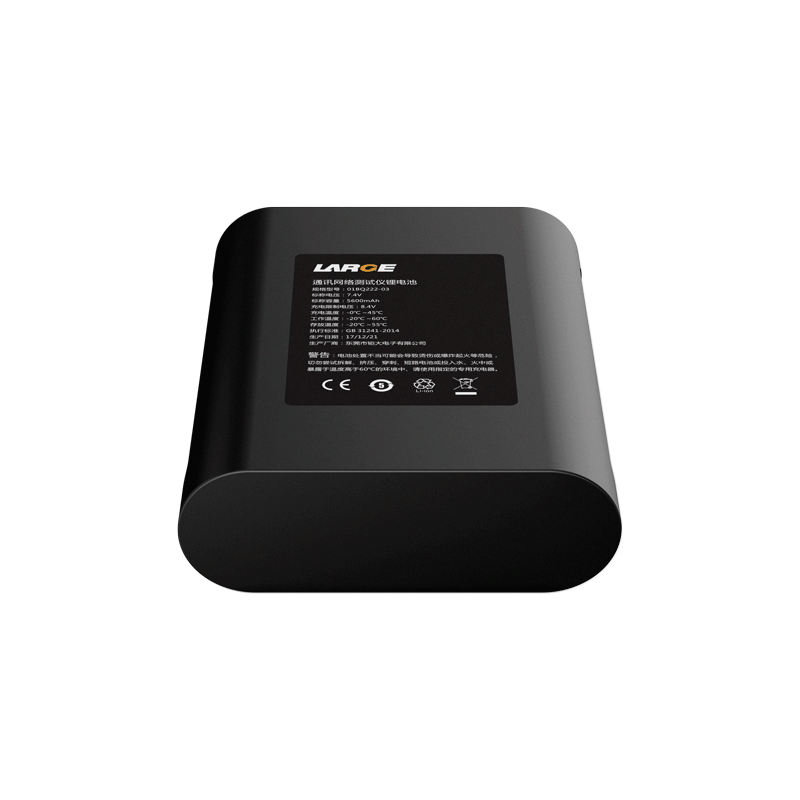 LARGE
通讯网络测试仪锂电池
规格型号：01BQ222-03
标称电压：7.4V
标称容量：5600mAh
充电限制电压：8.4V
充电温度：-0℃ ~45℃
工作温度：-20℃ ~60℃
存放温度：-20℃ ~55℃
执行标准：GB 31241-2014
生产日期：17/12/21
生产厂商：东莞市钜大电子有限公司
警告：电池处置不当可能会导致烫伤或爆炸起火等危险，
切勿尝试拆解、挤压、穿刺、短路电池或投入水、火中或
暴露于温度高于60℃的环境中、请使用指定的专用充电器。
CE 5 Li-ion